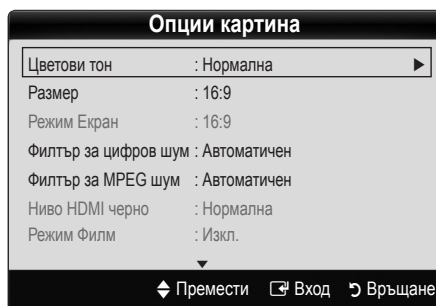 Опции картина
Цветови тон : Нормална
Размер : 16:9
Режим Екран : 16:9
Филтър за цифров шум : Автоматичен
Филтър за MPEG шум : Автоматичен
Ниво HDMI черно : Нормална
Режим Филм : Изкл.
Премести Вход Връщане